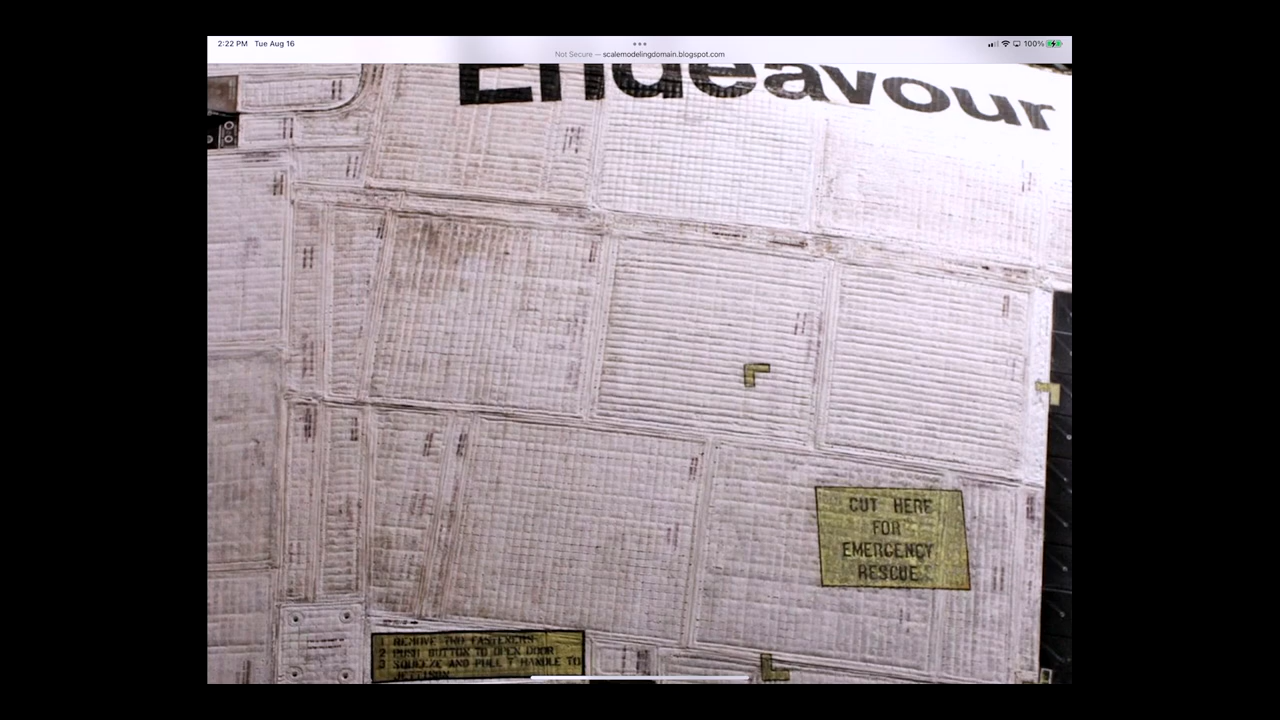 2:22 PM Tue Aug 16
100%
Not Secure — scalemodelingdomain.blogspot.com
Endeavour
CUT HERE
FOR
EMERGENCY
RESCUE
1 REMOVE TWO FASTENERS
2 PUSH BUTTON TO OPEN DOOR
3 SQUEEZE AND PULL T HANDLE TO
JETTISON